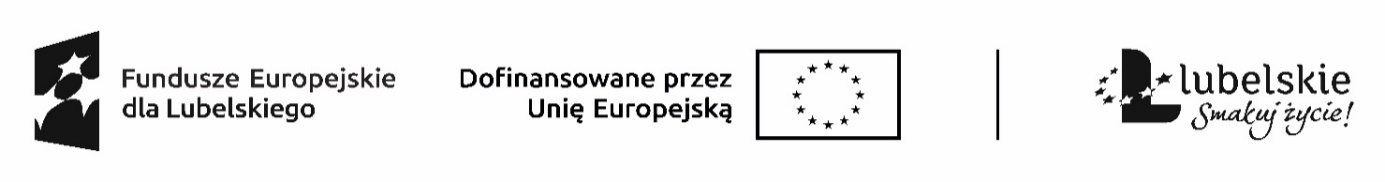 Fundusze Europejskie
dla Lubelskiego
Dofinansowane przez
Unię Europejską
lubelskie
Smakuj życie!